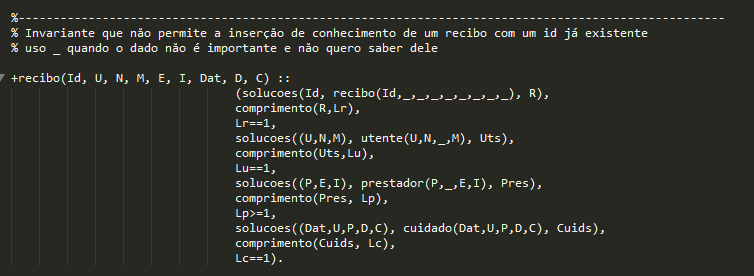 %-----------------------------------------------------------------------------------------------------
% Invariante que não permite a inserção de conhecimento de um recibo com um id já existente
% uso _ quando o dado não é importante e não quero saber dele
+recibo(Id, U, N, M, E, I, Dat, D, C) ::
(solucoes(Id, recibo(Id,_,_,_,_,_,_,_,_), R),
comprimento(R,Lr),
Lr==1,
solucoes((U,N,M), utente(U,N,_,M), Uts),
comprimento(Uts,Lu),
Lu==1,
solucoes((P,E,I), prestador(P,_,E,I), Pres),
comprimento(Pres, Lp),
Lp>=1,
solucoes((Dat,U,P,D,C), cuidado(Dat,U,P,D,C), Cuids),
comprimento(Cuids, Lc),
Lc==1).